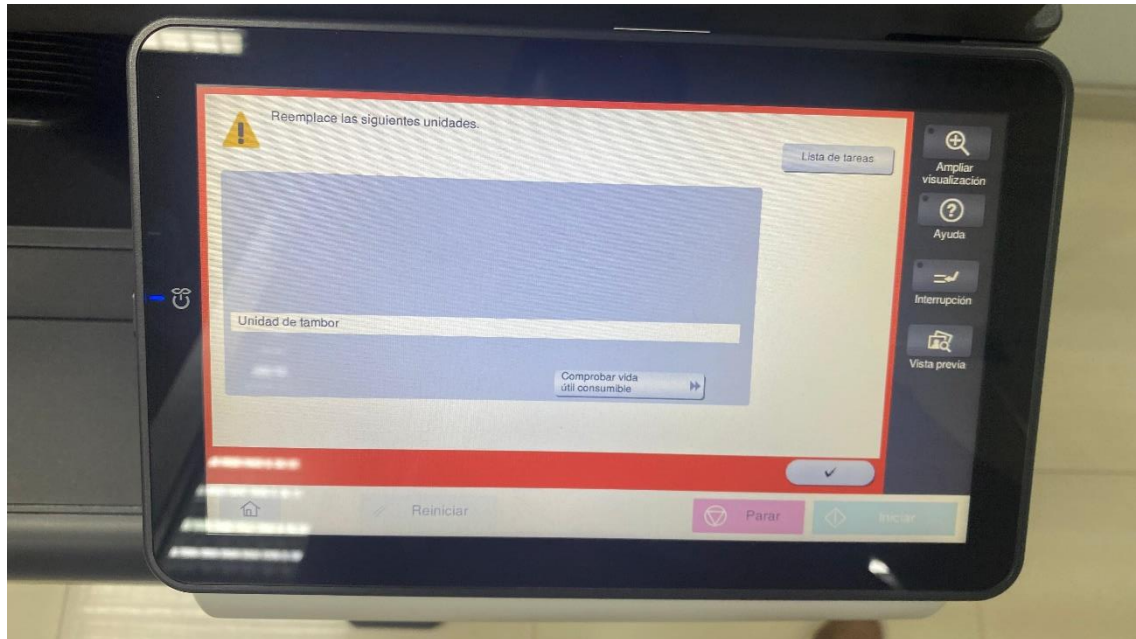 Reemplace las siguientes unidades.
Lista de tareas
Ampliar
visualización
Ayuda
Unidad de tambor
Interrupción
Vista previa
Comprobar vida
útil consumible
Reiniciar
Parar
Iniciar